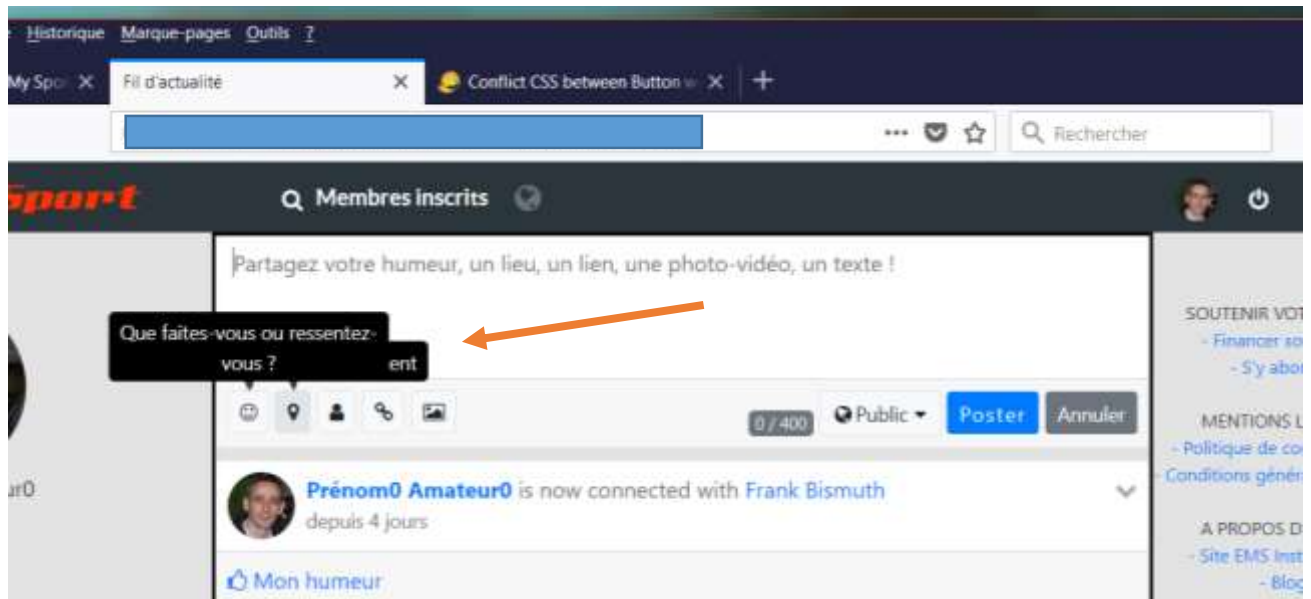 Historique Marque-pages Outils ?
My Spo
Fil d'actualité
Conflict CSS between Button
Rechercher
Sport
Membres inscrits
Partagez votre humeur, un lieu, un lien, une photo-vidéo, un texte !
Que faites-vous ou ressentez-
vous ?
ent
0 / 400
Public
Poster
Annuler
Prénom0 Amateur0 is now connected with Frank Bismuth
depuis 4 jours
Mon humeur
ur0
SOUTENIR VOT
- Financer so
- S'y abo
MENTIONS L
- Politique de co
- Conditions génér
A PROPOS D
- Site EMS Inst
- Blog